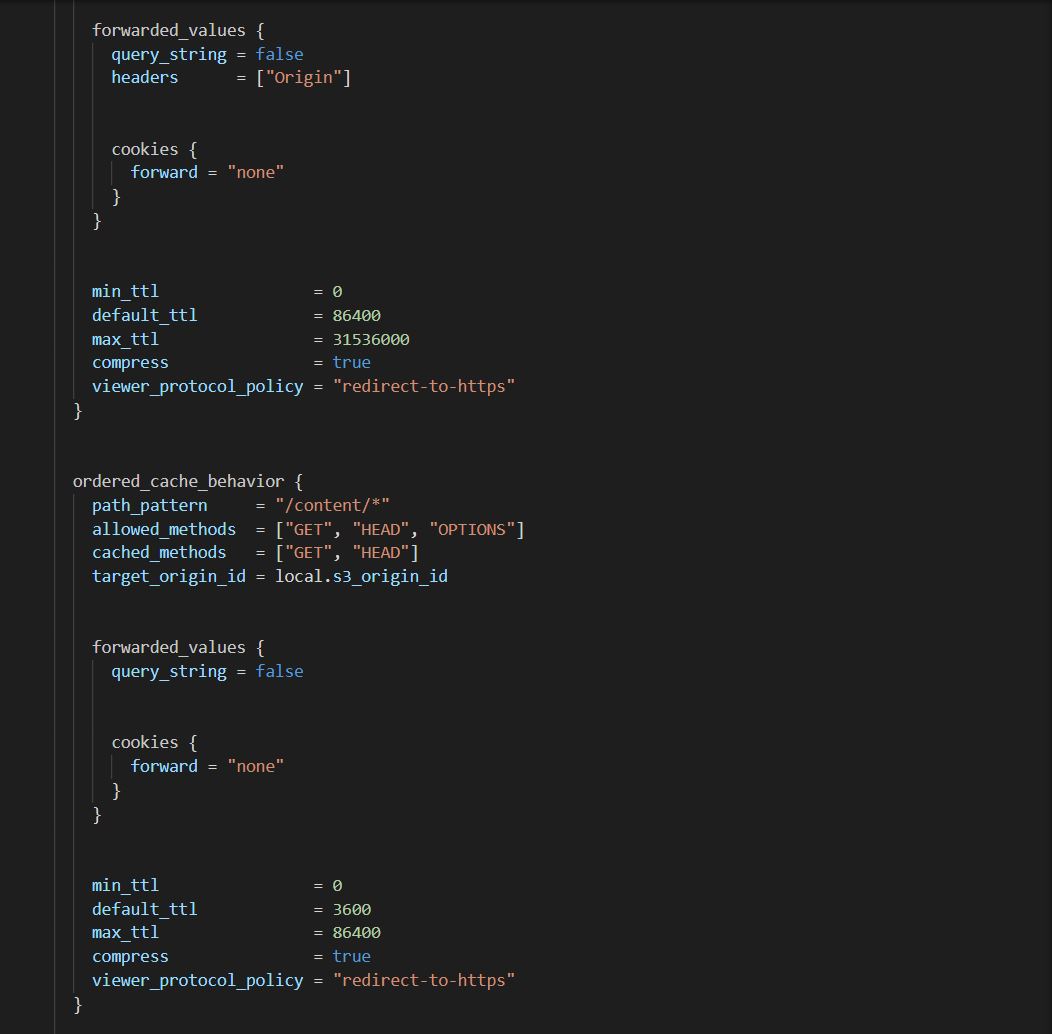 forwarded_values {
query_string = false
headers      = ["Origin"]
cookies {
forward = "none"
}
}
min_ttl                = 0
default_ttl            = 86400
max_ttl                = 31536000
compress               = true
viewer_protocol_policy = "redirect-to-https"
}
ordered_cache_behavior {
path_pattern     = "/content/*"
allowed_methods  = ["GET", "HEAD", "OPTIONS"]
cached_methods   = ["GET", "HEAD"]
target_origin_id = local.s3_origin_id
forwarded_values {
query_string = false
cookies {
forward = "none"
}
}
min_ttl                = 0
default_ttl            = 3600
max_ttl                = 86400
compress               = true
viewer_protocol_policy = "redirect-to-https"
}